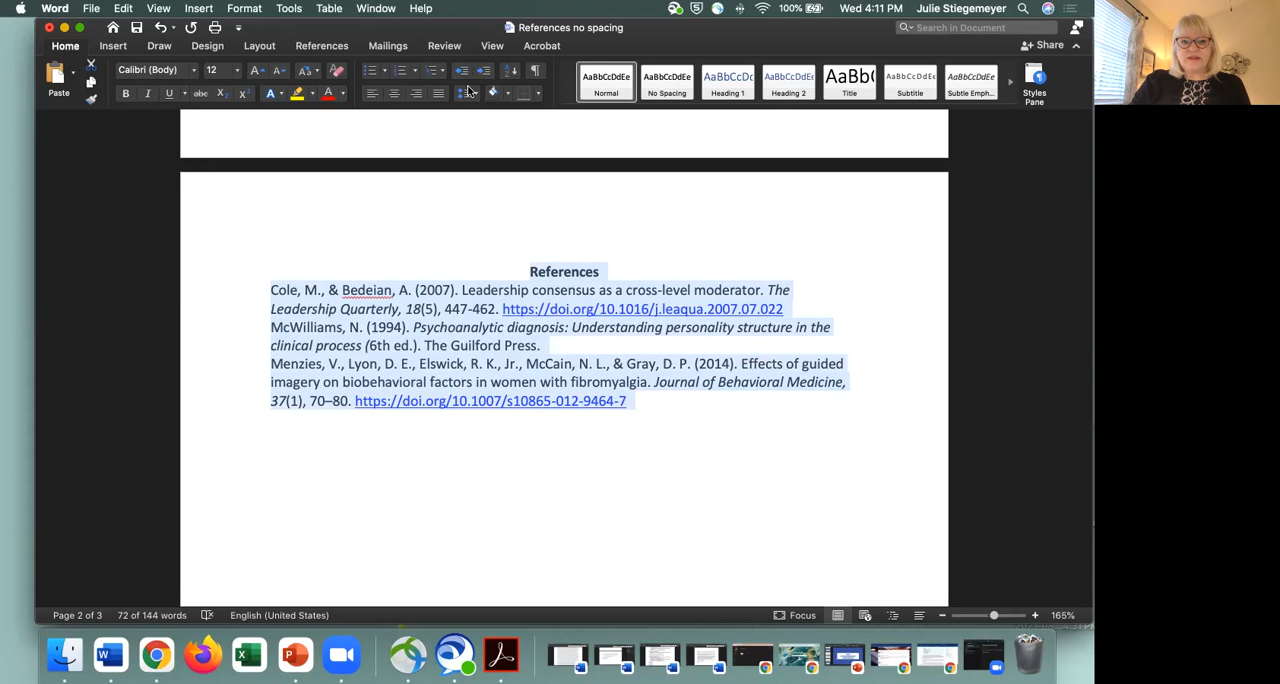 Word File Edit View Insert Format Tools Table Window Help 100% Wed 4:11 PM Julie Stiegemeyer
References no spacing
Search in Document
Home Insert Draw Design Layout References Mailings Review View Acrobat
Share
Paste
Calibri (Body) 12
AaBbCcDdEe AaBbCcDdEe AaBbCcDc AaBbCcDdEe AaBb( AaBbCcDdEe AaBbCcDdEe
Normal No Spacing Heading 1 Heading 2 Title Subtitle Subtle Emph...
Styles
Pane
References
Cole, M., & Bedeian, A. (2007). Leadership consensus as a cross-level moderator. The
Leadership Quarterly, 18(5), 447-462. https://doi.org/10.1016/j.leaqua.2007.07.022
McWilliams, N. (1994). Psychoanalytic diagnosis: Understanding personality structure in the
clinical process (6th ed.). The Guilford Press.
Menzies, V., Lyon, D. E., Elswick, R. K., Jr., McCain, N. L., & Gray, D. P. (2014). Effects of guided
imagery on biobehavioral factors in women with fibromyalgia. Journal of Behavioral Medicine,
37(1), 70–80. https://doi.org/10.1007/s10865-012-9464-7
Page 2 of 3 72 of 144 words English (United States) Focus 165%